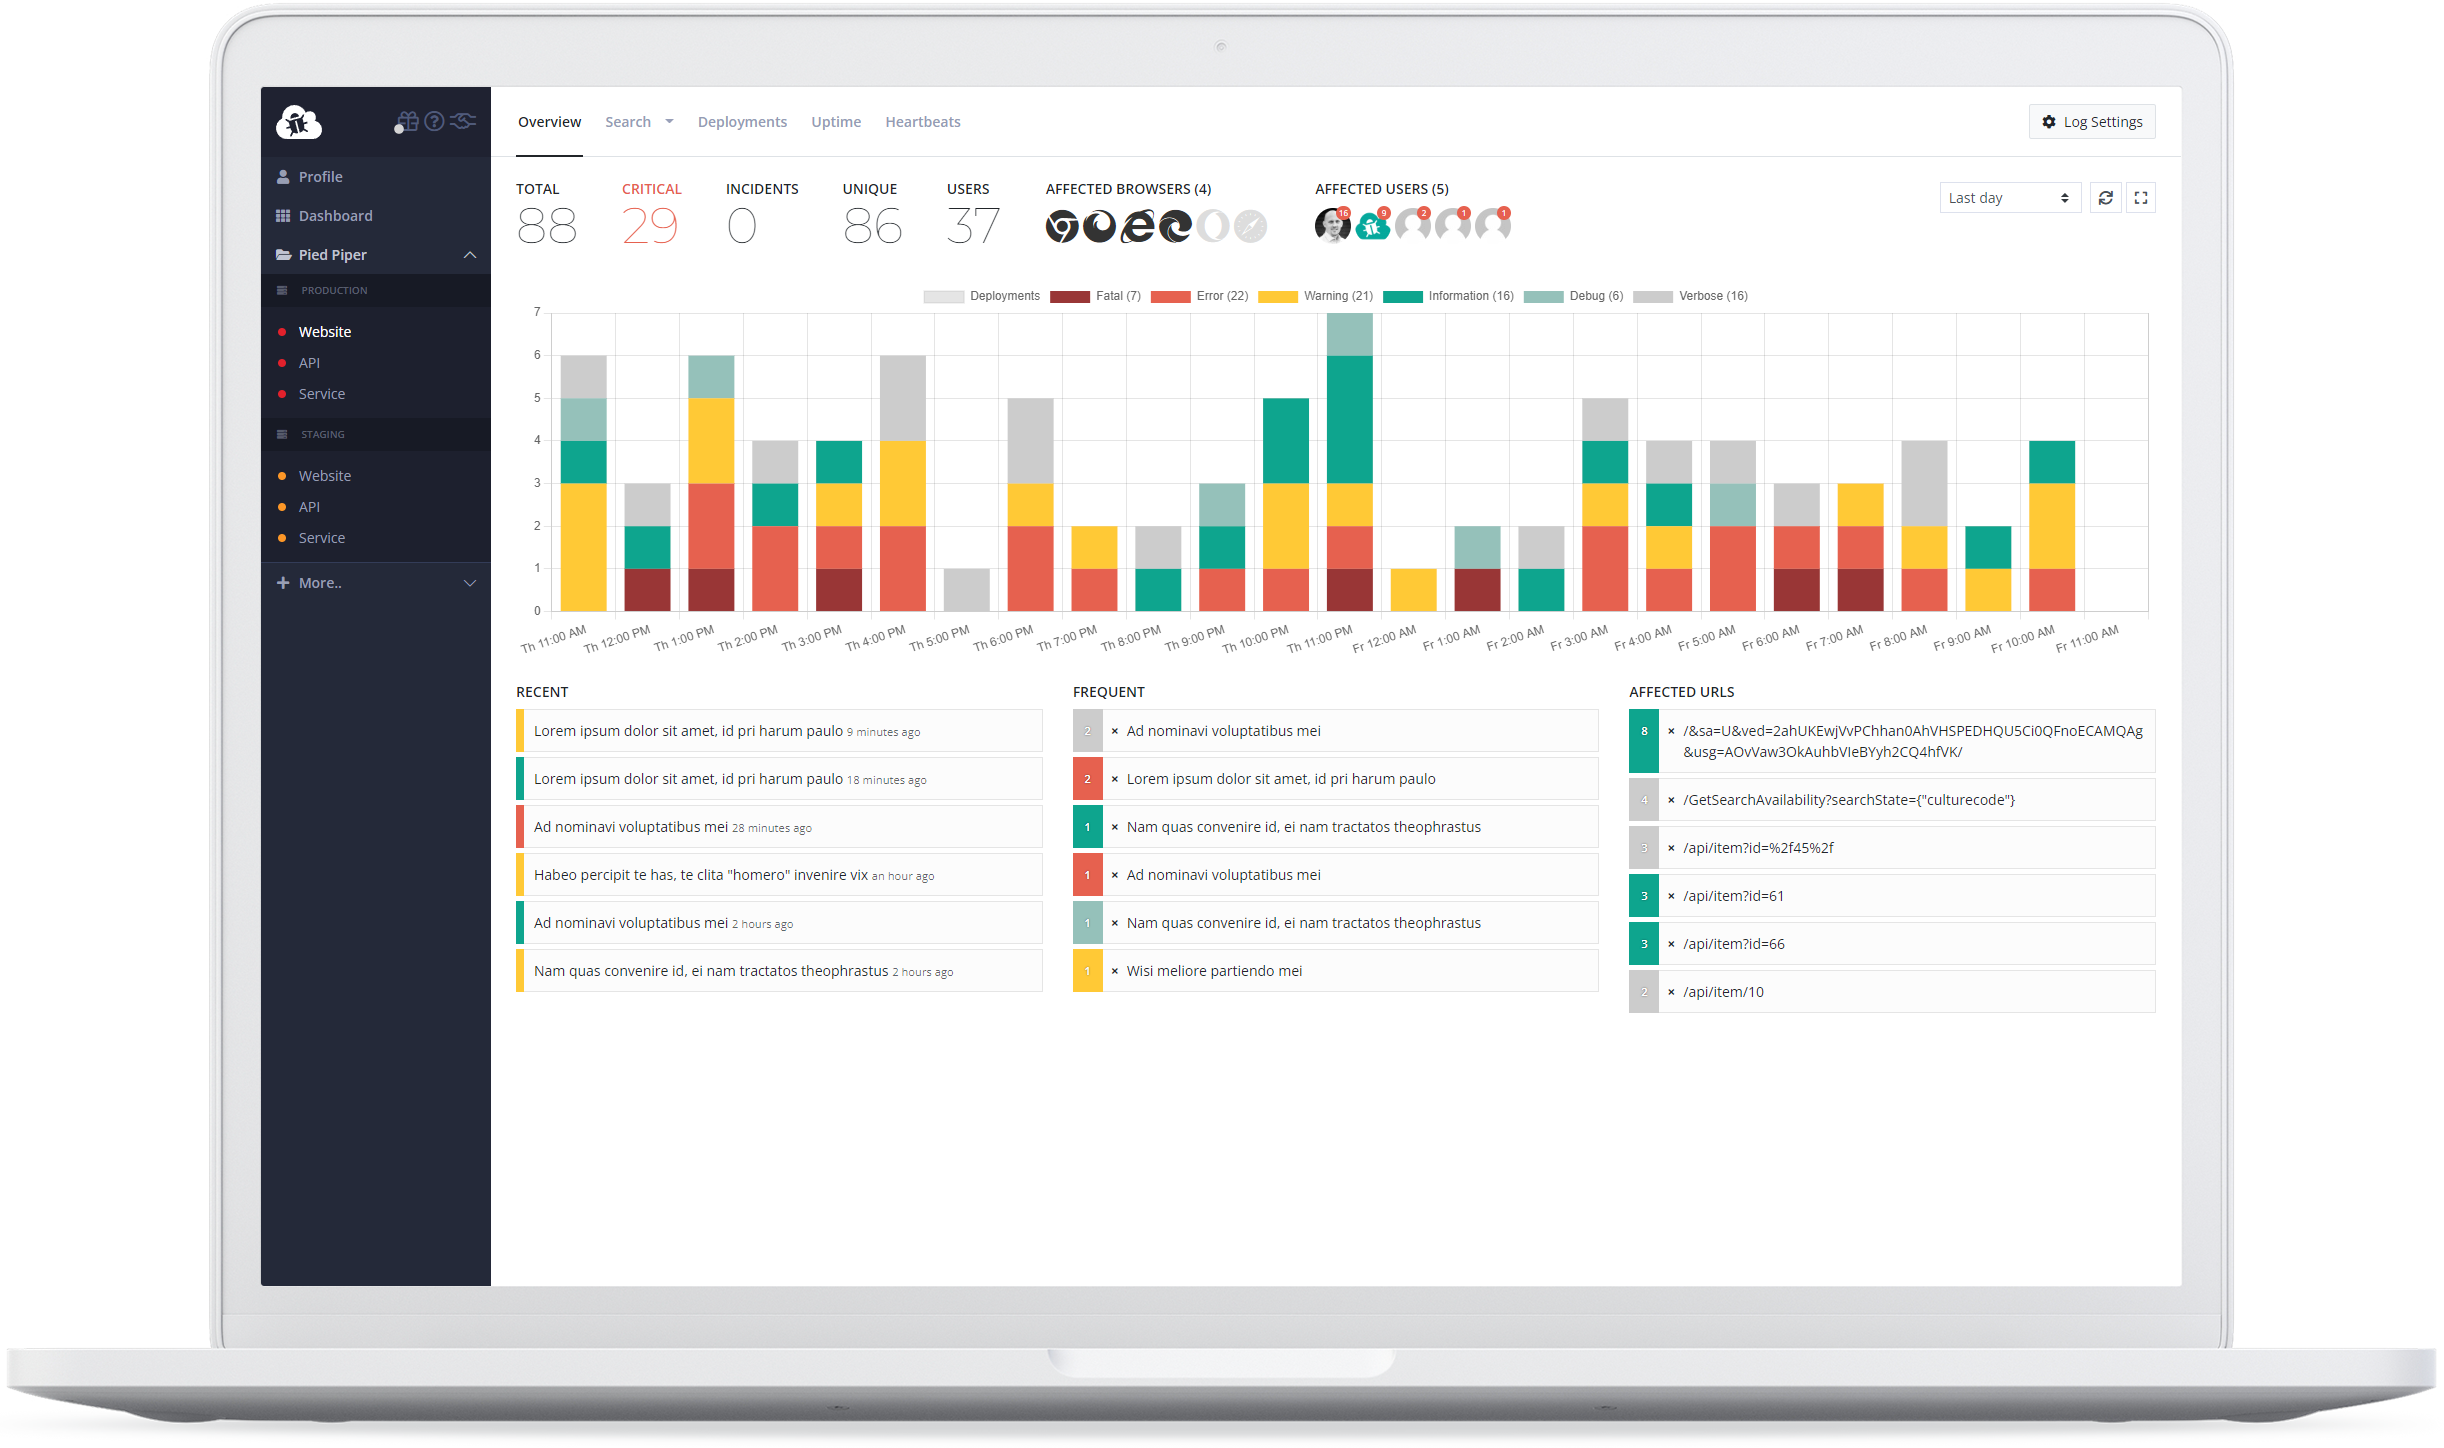 Overview Search Deployments Uptime Heartbeats
Log Settings
Profile
Dashboard
Pied Piper
PRODUCTION
Website
API
Service
STAGING
Website
API
Service
More..
TOTAL CRITICAL INCIDENTS UNIQUE USERS AFFECTED BROWSERS (4) AFFECTED USERS (5)
88 29 0 86 37
16 9 2 1 1
Last day
Deployments Fatal (7) Error (22) Warning (21) Information (16) Debug (6) Verbose (16)
7
6
5
4
3
2
1
0
Th 11:00 AM Th 12:00 PM Th 1:00 PM Th 2:00 PM Th 3:00 PM Th 4:00 PM Th 5:00 PM Th 6:00 PM Th 7:00 PM Th 8:00 PM Th 9:00 PM Th 10:00 PM Th 11:00 PM Fr 12:00 AM Fr 1:00 AM Fr 2:00 AM Fr 3:00 AM Fr 4:00 AM Fr 5:00 AM Fr 6:00 AM Fr 7:00 AM Fr 8:00 AM Fr 9:00 AM Fr 10:00 AM Fr 11:00 AM
RECENT
Lorem ipsum dolor sit amet, id pri harum paulo 9 minutes ago
Lorem ipsum dolor sit amet, id pri harum paulo 18 minutes ago
Ad nominavi voluptatibus mei 28 minutes ago
Habeo percipit te has, te clita "homero" invenire vix an hour ago
Ad nominavi voluptatibus mei 2 hours ago
Nam quas convenire id, ei nam tractatos theophrastus 2 hours ago
FREQUENT
2 × Ad nominavi voluptatibus mei
2 × Lorem ipsum dolor sit amet, id pri harum paulo
1 × Nam quas convenire id, ei nam tractatos theophrastus
1 × Ad nominavi voluptatibus mei
1 × Nam quas convenire id, ei nam tractatos theophrastus
1 × Wisi meliore partiendo mei
AFFECTED URLS
8 × /&sa=U&ved=2ahUKEwjVvPChhan0AhVHSPEDHQU5Ci0QFnoECAMQAg
&usg=AOvVaw3OkAuhbVIeBYyh2CQ4hfVK/
4 × /GetSearchAvailability?searchState={"culturecode"}
3 × /api/item?id=%2f45%2f
3 × /api/item?id=61
3 × /api/item?id=66
2 × /api/item/10